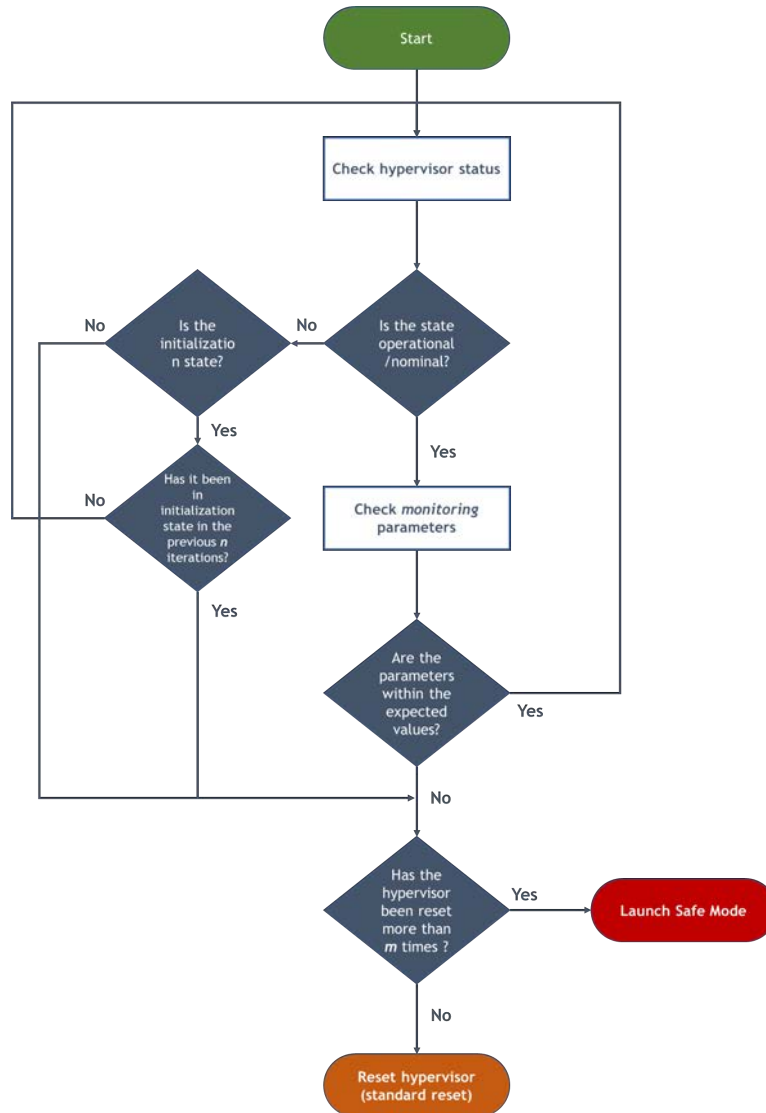 Start
Check hypervisor status
No
Is the
initializatio
n state?
No
Is the state
operational
/nominal?
Yes
Yes
No
Has it been
in
initialization
state in the
previous n
iterations?
Check monitoring
parameters
Yes
Are the
parameters
within the
expected
values?
Yes
No
Has the
hypervisor
been reset
more than
m times ?
Yes
Launch Safe Mode
No
Reset hypervisor
(standard reset)